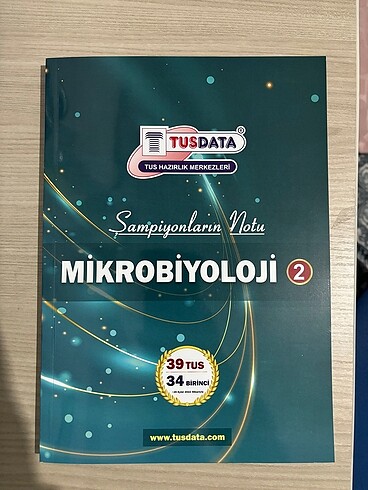 TUSDATA
TUS HAZIRLIK MERKEZLERİ
Şampiyonların Notu
MİKROBİYOLOJİ 2
39 TUS
34 BİRİNCİ
www.tusdata.com